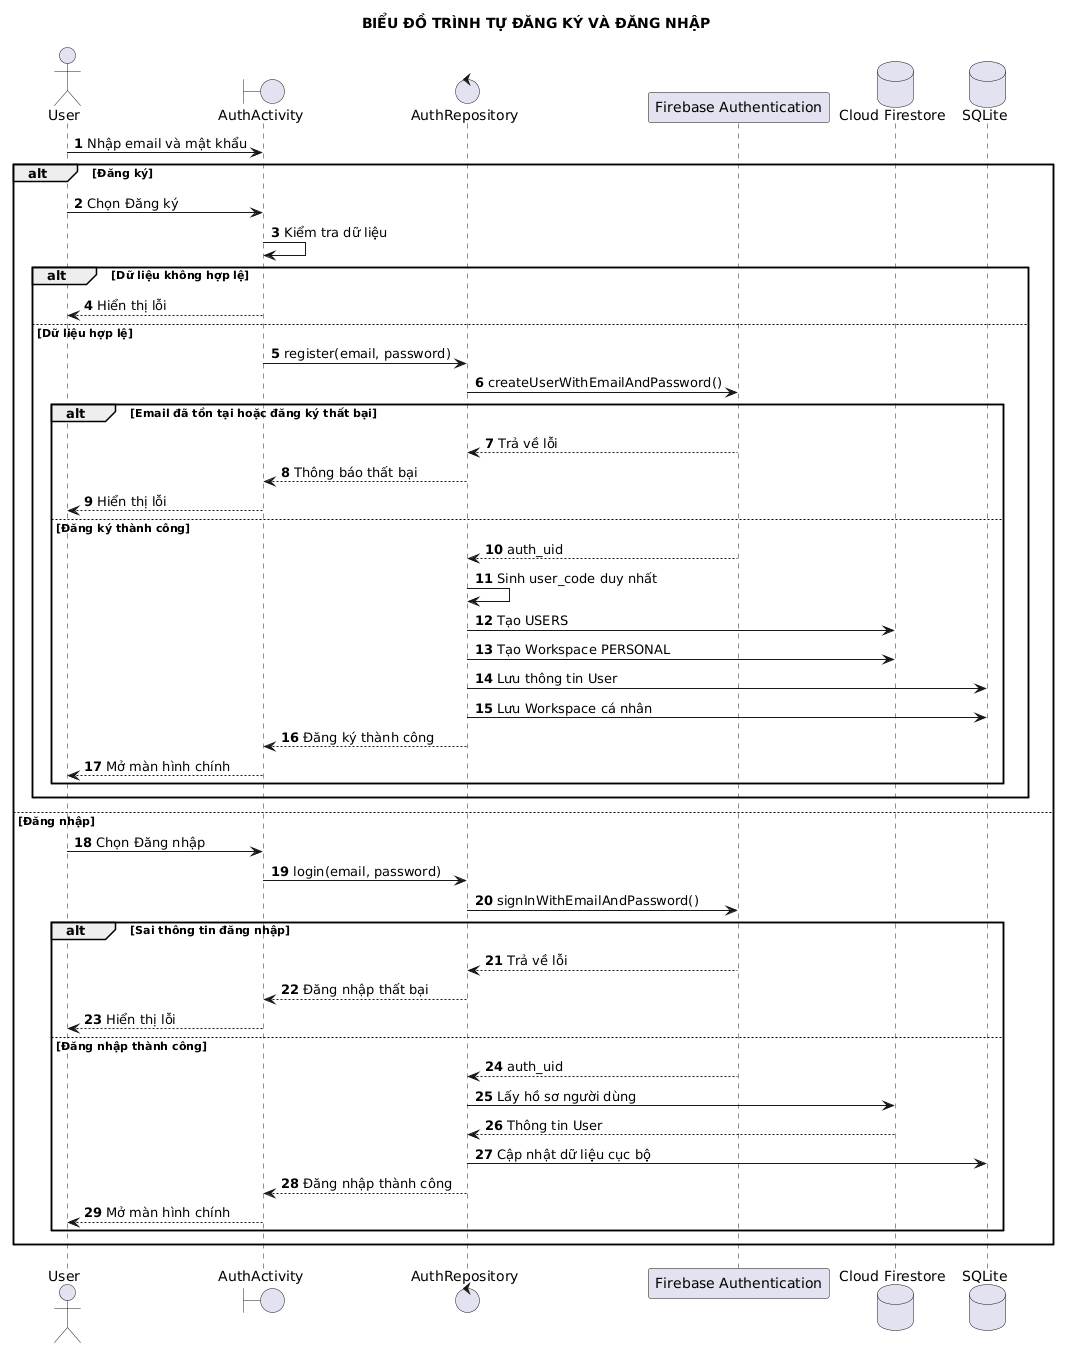 BIỂU ĐỒ TRÌNH TỰ ĐĂNG KÝ VÀ ĐĂNG NHẬP
User AuthActivity AuthRepository Firebase Authentication Cloud Firestore SQLite
1 Nhập email và mật khẩu
alt [Đăng ký]
2 Chọn Đăng ký
3 Kiểm tra dữ liệu
alt [Dữ liệu không hợp lệ]
4 Hiển thị lỗi
[Dữ liệu hợp lệ]
5 register(email, password)
6 createUserWithEmailAndPassword()
alt [Email đã tồn tại hoặc đăng ký thất bại]
7 Trả về lỗi
8 Thông báo thất bại
9 Hiển thị lỗi
[Đăng ký thành công]
10 auth_uid
11 Sinh user_code duy nhất
12 Tạo USERS
13 Tạo Workspace PERSONAL
14 Lưu thông tin User
15 Lưu Workspace cá nhân
16 Đăng ký thành công
17 Mở màn hình chính
[Đăng nhập]
18 Chọn Đăng nhập
19 login(email, password)
20 signInWithEmailAndPassword()
alt [Sai thông tin đăng nhập]
21 Trả về lỗi
22 Đăng nhập thất bại
23 Hiển thị lỗi
[Đăng nhập thành công]
24 auth_uid
25 Lấy hồ sơ người dùng
26 Thông tin User
27 Cập nhật dữ liệu cục bộ
28 Đăng nhập thành công
29 Mở màn hình chính
User AuthActivity AuthRepository Firebase Authentication Cloud Firestore SQLite